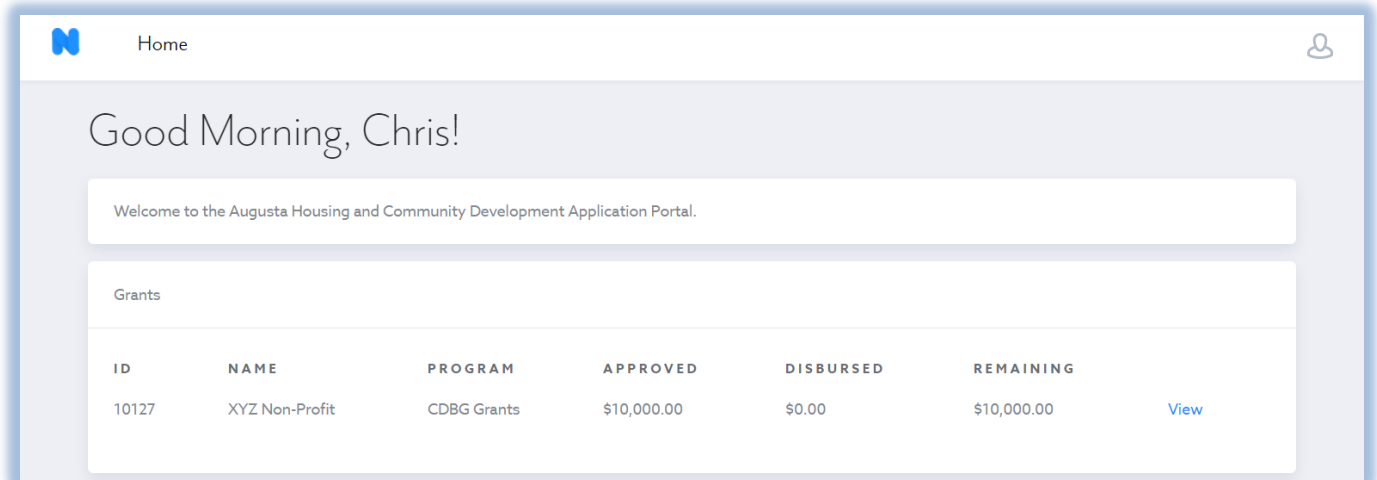 N Home
Good Morning, Chris!
Welcome to the Augusta Housing and Community Development Application Portal.
Grants
ID NAME PROGRAM APPROVED DISBURSED REMAINING
10127 XYZ Non-Profit CDBG Grants $10,000.00 $0.00 $10,000.00 View